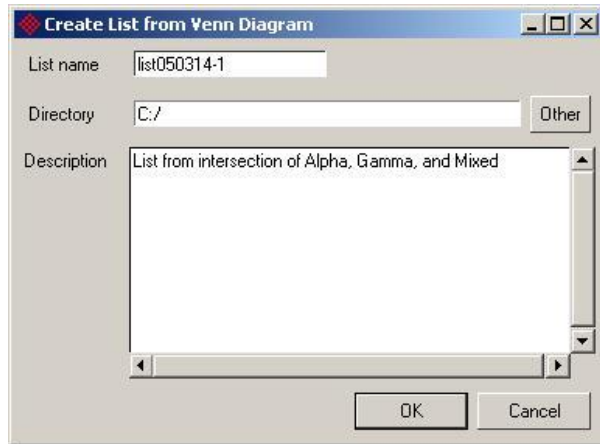 Create List from Venn Diagram
List name list050314-1
Directory C:/ Other
Description List from intersection of Alpha, Gamma, and Mixed
OK Cancel